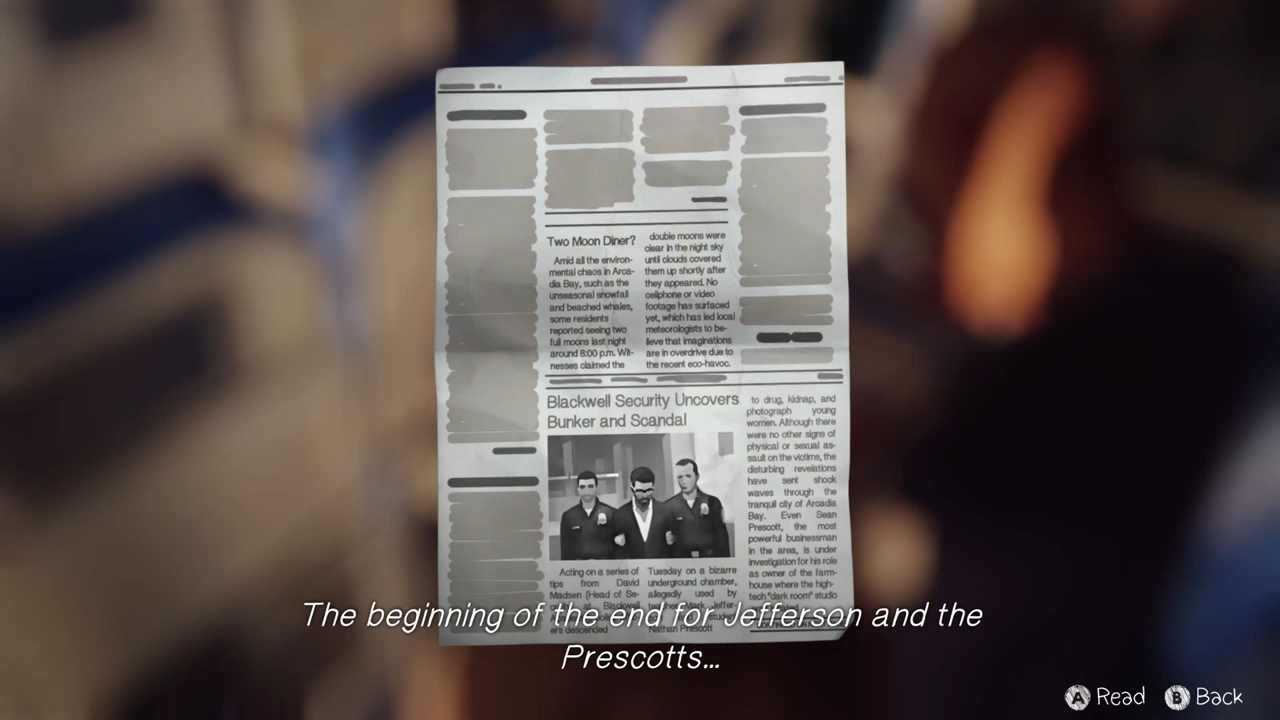 Two Moon Diner?
Amid all the environ-
mental chaos in Arca-
dia Bay, such as the
unseasonal snowfall
and beached whales,
some residents
reported seeing two
full moons last night
around 8:00 p.m. Wit-
nesses claimed the
double moons were
clear in the night sky
until clouds covered
them up shortly after
they appeared. No
cellphone or video
footage has surfaced
yet, which has led local
meteorologists to be-
lieve that imaginations
are in overdrive due to
the recent eco-havoc.
Blackwell Security Uncovers
Bunker and Scandal
Acting on a series of
tips from David
Madsen (Head of Se-
Blackwell
ers descended
Tuesday on a bizarre
underground chamber,
allegedly used by
Mark Jeffer-
Nathan Prescott
to drug, kidnap, and
photograph young
women. Although there
were no other signs of
physical or sexual as-
sault on the victims, the
disturbing revelations
have sent shock
waves through the
tranquil city of Arcadia
Bay. Even Sean
Prescott, the most
powerful businessman
in the area, is under
investigation for his role
as owner of the farm-
house where the high-
tech "dark room" studio
The beginning of the end for Jefferson and the
Prescotts...
A Read B Back